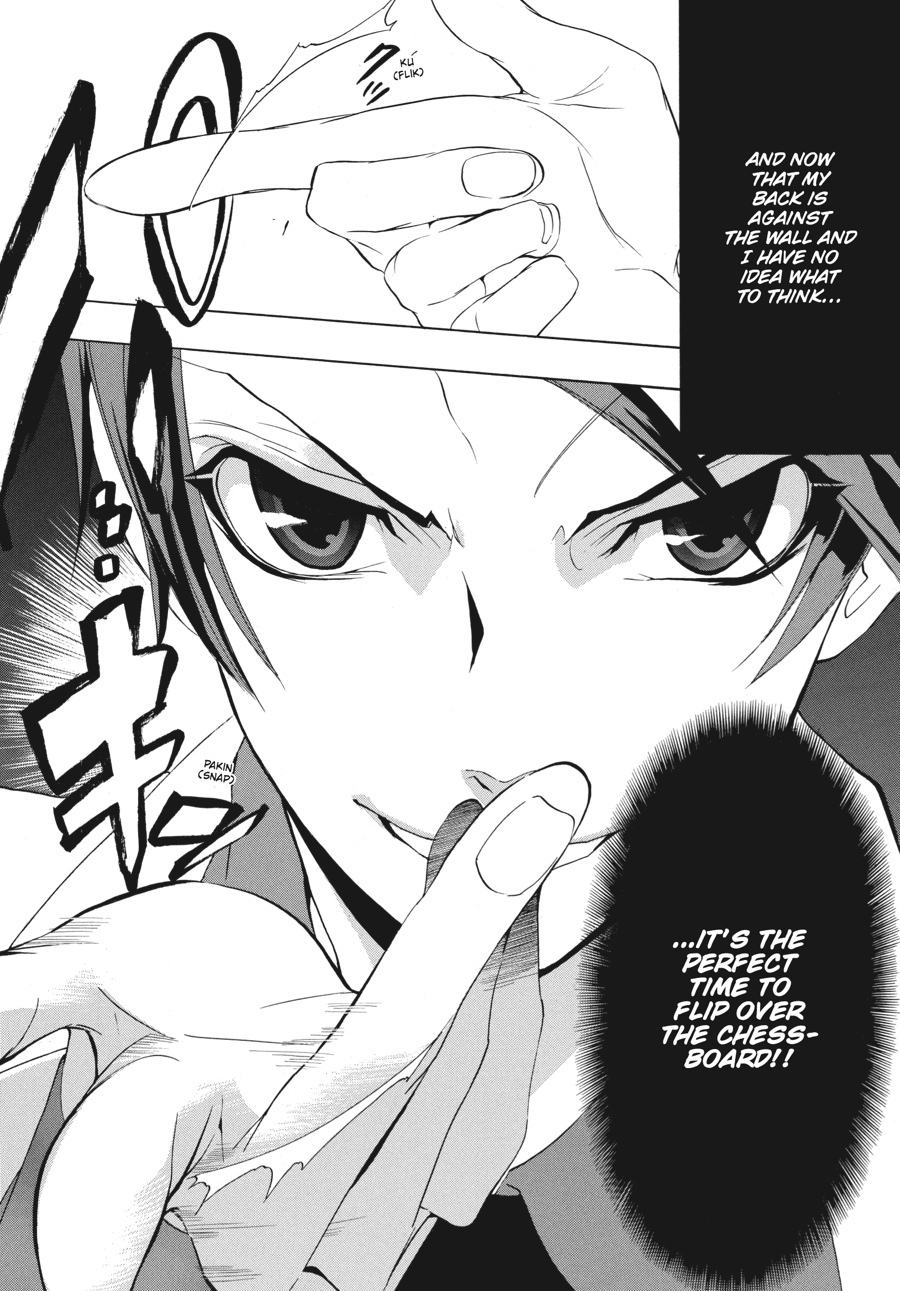 AND NOW
THAT MY
BACK IS
AGAINST
THE WALL AND
I HAVE NO
IDEA WHAT
TO THINK...
クッ
KU
(FLIK)
パ
キン
PAKIN
(SNAP)
...IT'S THE
PERFECT
TIME TO
FLIP OVER
THE CHESS-
BOARD!!